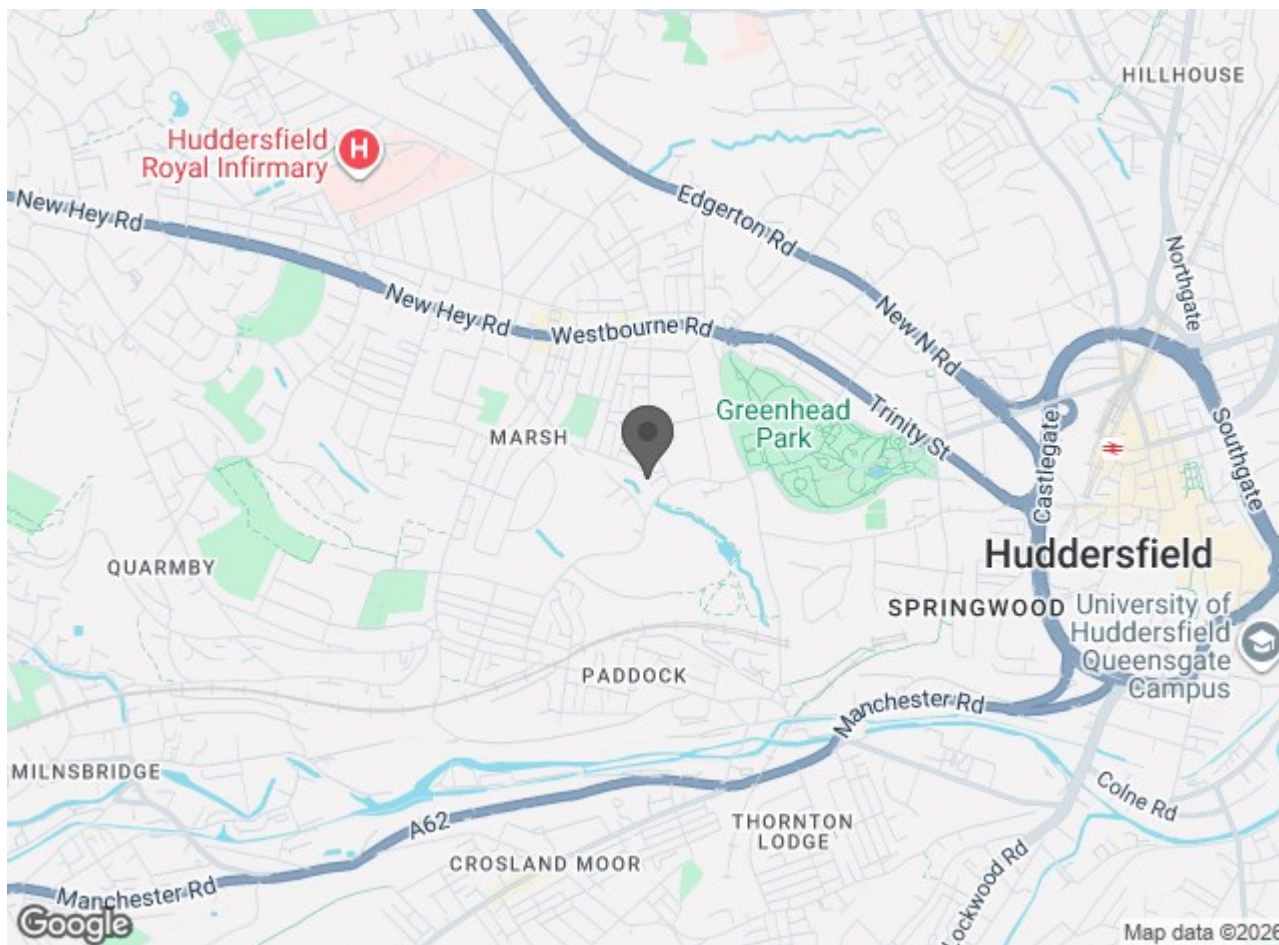 HILLHOUSE
Huddersfield
Royal Infirmary
H
New Hey Rd
Edgerton Rd
Northgate
New Hey Rd
Westbourne Rd
New N Rd
Greenhead
Park
Trinity St
Castlegate
Southgate
MARSH
QUARMBY
Huddersfield
SPRINGWOOD
University of
Huddersfield
Queensgate
Campus
PADDOCK
Manchester Rd
MILNSBRIDGE
Colne Rd
A62
THORNTON
LODGE
CROSLAND MOOR
Lockwood Rd
Manchester Rd
Google
Map data ©2026